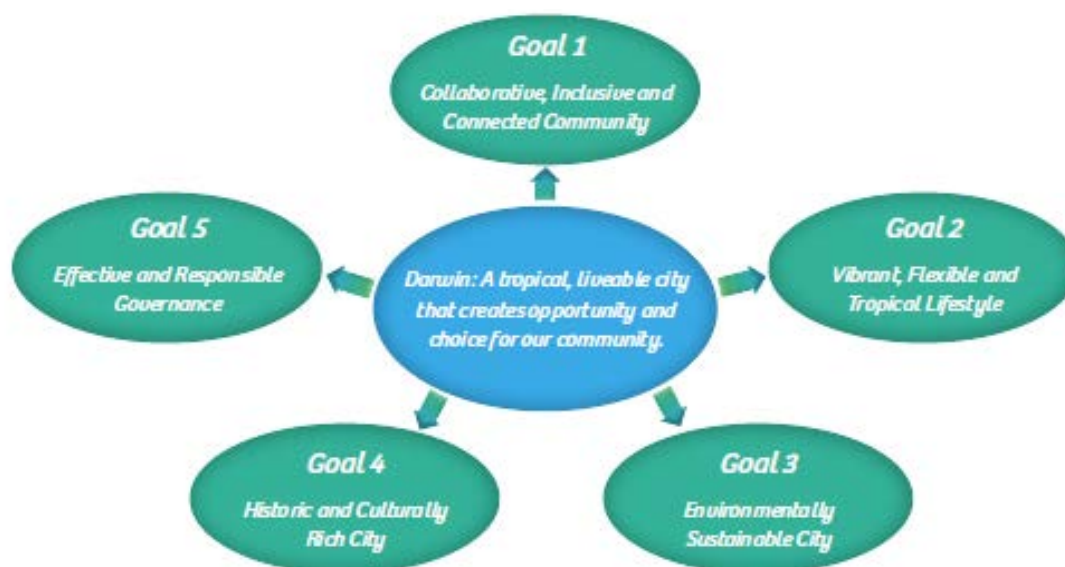 Goal 1
Collaborative, Inclusive and
Connected Community
Goal 5
Effective and Responsible
Governance
Darwin: A tropical, liveable city
that creates opportunity and
choice for our community.
Goal 2
Vibrant, Flexible and
Tropical Lifestyle
Goal 4
Historic and Culturally
Rich City
Goal 3
Environmentally
Sustainable City